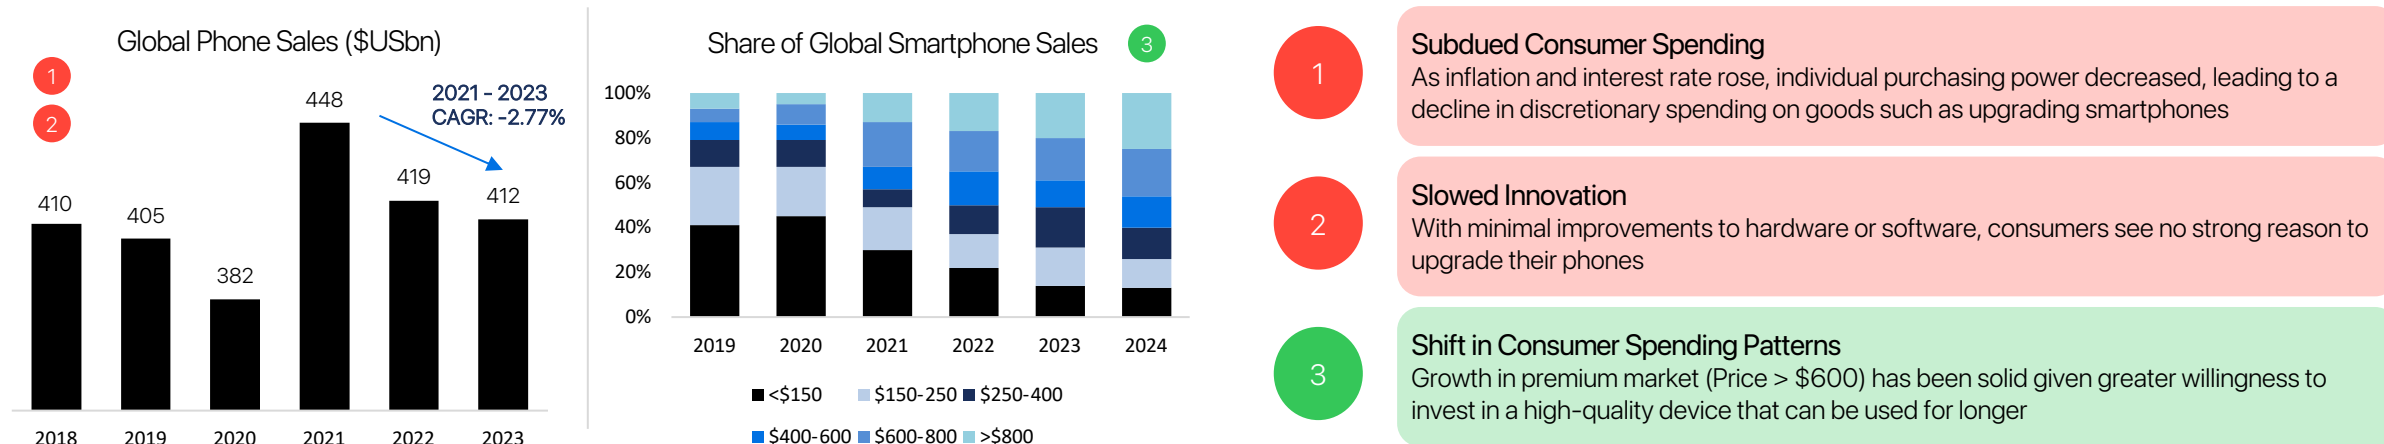 Global Phone Sales ($USbn)
1
2
2021 - 2023
CAGR: -2.77%
410
405
382
448
419
412
2018
2019
2020
2021
2022
2023
Share of Global Smartphone Sales
3
100%
80%
60%
40%
20%
0%
2019
2020
2021
2022
2023
2024
<$150
$150-250
$250-400
$400-600
$600-800
>$800
1
Subdued Consumer Spending
As inflation and interest rate rose, individual purchasing power decreased, leading to a
decline in discretionary spending on goods such as upgrading smartphones
2
Slowed Innovation
With minimal improvements to hardware or software, consumers see no strong reason to
upgrade their phones
3
Shift in Consumer Spending Patterns
Growth in premium market (Price > $600) has been solid given greater willingness to
invest in a high-quality device that can be used for longer